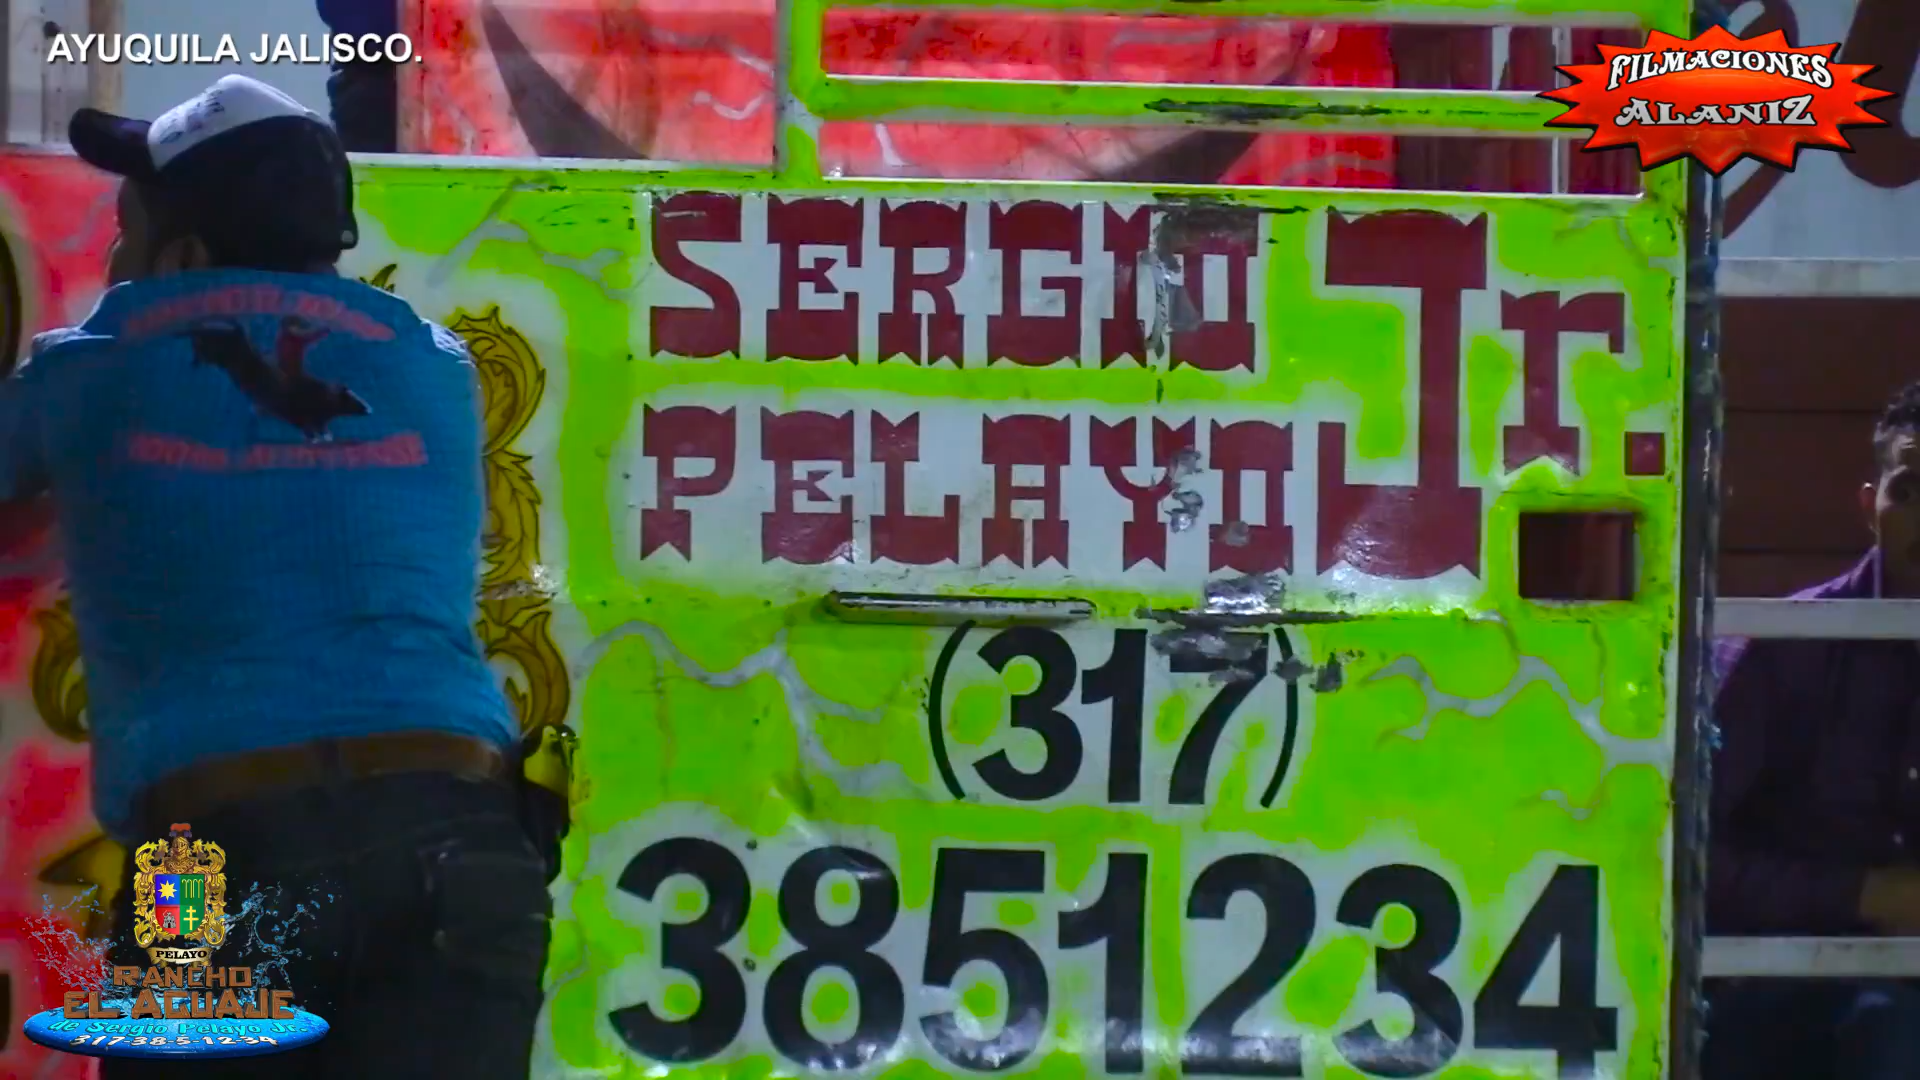 AYUQUILA JALISCO.
FILMACIONES
ALANIZ
SERGIO
PELAYO
Jr.
(317)
3851234
PELAYO
RANCHO
EL AGUAJE
de Sergio Pelayo Jr.
317-38-5-1234